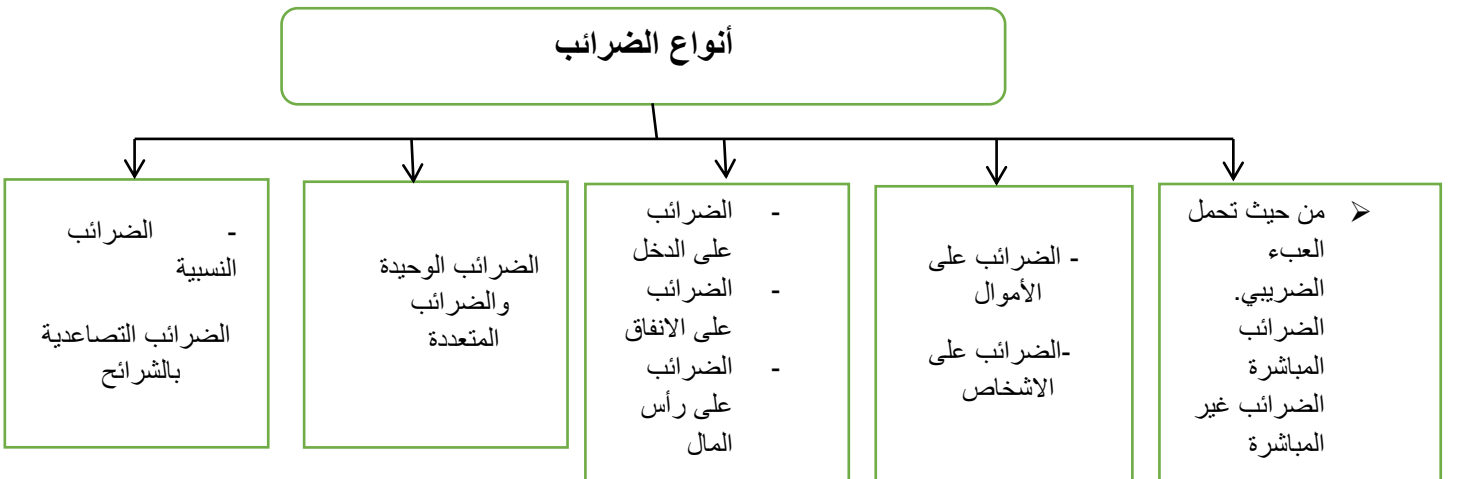 أنواع الضرائب
من حيث تحمل
العبء
الضريبي.
الضرائب
المباشرة
الضرائب غير
المباشرة
- الضرائب على
الأموال
-الضرائب على
الاشخاص
- الضرائب
على الدخل
- الضرائب
على الانفاق
- الضرائب
على رأس
المال
الضرائب الوحيدة
والضرائب
المتعددة
- الضرائب
النسبية
الضرائب التصاعدية
بالشرائح